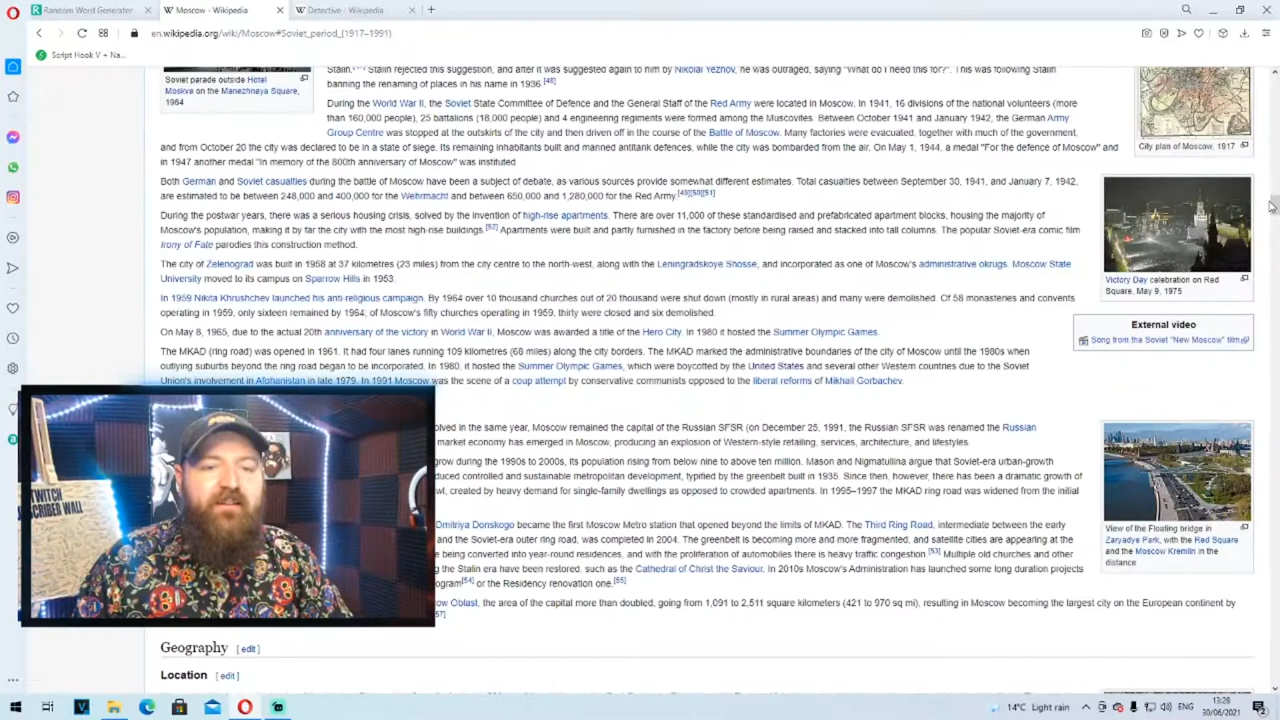 Random Word Generator
Moscow - Wikipedia
Detective - Wikipedia
en.wikipedia.org/wiki/Moscow#Soviet_period_(1917–1991)
Script Hook V + Na...
Soviet parade outside Hotel
Moskva on the Manezhnaya Square,
1964
Stalin. Stalin rejected this suggestion, and after it was suggested again to him by Nikolai Yezhov, he was outraged, saying "What do I need this for?". This was following Stalin
banning the renaming of places in his name in 1936.[48]
During the World War II, the Soviet State Committee of Defence and the General Staff of the Red Army were located in Moscow. In 1941, 16 divisions of the national volunteers (more
than 160,000 people), 25 battalions (18,000 people) and 4 engineering regiments were formed among the Muscovites. Between October 1941 and January 1942, the German Army
Group Centre was stopped at the outskirts of the city and then driven off in the course of the Battle of Moscow. Many factories were evacuated, together with much of the government,
and from October 20 the city was declared to be in a state of siege. Its remaining inhabitants built and manned antitank defences, while the city was bombarded from the air. On May 1, 1944, a medal "For the defence of Moscow" and
in 1947 another medal "In memory of the 800th anniversary of Moscow" was instituted
Both German and Soviet casualties during the battle of Moscow have been a subject of debate, as various sources provide somewhat different estimates. Total casualties between September 30, 1941, and January 7, 1942,
are estimated to be between 248,000 and 400,000 for the Wehrmacht and between 650,000 and 1,280,000 for the Red Army.[49][50][51]
During the postwar years, there was a serious housing crisis, solved by the invention of high-rise apartments. There are over 11,000 of these standardised and prefabricated apartment blocks, housing the majority of
Moscow's population, making it by far the city with the most high-rise buildings.[52] Apartments were built and partly furnished in the factory before being raised and stacked into tall columns. The popular Soviet-era comic film
Irony of Fate parodies this construction method.
The city of Zelenograd was built in 1958 at 37 kilometres (23 miles) from the city centre to the north-west, along with the Leningradskoye Shosse, and incorporated as one of Moscow's administrative okrugs. Moscow State
University moved to its campus on Sparrow Hills in 1953.
In 1959 Nikita Khrushchev launched his anti-religious campaign. By 1964 over 10 thousand churches out of 20 thousand were shut down (mostly in rural areas) and many were demolished. Of 58 monasteries and convents
operating in 1959, only sixteen remained by 1964; of Moscow's fifty churches operating in 1959, thirty were closed and six demolished.
On May 8, 1965, due to the actual 20th anniversary of the victory in World War II, Moscow was awarded a title of the Hero City. In 1980 it hosted the Summer Olympic Games.
The MKAD (ring road) was opened in 1961. It had four lanes running 109 kilometres (68 miles) along the city borders. The MKAD marked the administrative boundaries of the city of Moscow until the 1980s when
outlying suburbs beyond the ring road began to be incorporated. In 1980, it hosted the Summer Olympic Games, which were boycotted by the United States and several other Western countries due to the Soviet
Union's involvement in Afghanistan in late 1979. In 1991 Moscow was the scene of a coup attempt by conservative communists opposed to the liberal reforms of Mikhail Gorbachev.
City plan of Moscow, 1917
Victory Day celebration on Red
Square, May 9, 1975
External video
Song from the Soviet "New Moscow" film
olved in the same year, Moscow remained the capital of the Russian SFSR (on December 25, 1991, the Russian SFSR was renamed the Russian
market economy has emerged in Moscow, producing an explosion of Western-style retailing, services, architecture, and lifestyles.
grow during the 1990s to 2000s, its population rising from below nine to above ten million. Mason and Nigmatullina argue that Soviet-era urban-growth
duced controlled and sustainable metropolitan development, typified by the greenbelt built in 1935. Since then, however, there has been a dramatic growth of
wl, created by heavy demand for single-family dwellings as opposed to crowded apartments. In 1995–1997 the MKAD ring road was widened from the initial
Dmitriya Donskogo became the first Moscow Metro station that opened beyond the limits of MKAD. The Third Ring Road, intermediate between the early
and the Soviet-era outer ring road, was completed in 2004. The greenbelt is becoming more and more fragmented, and satellite cities are appearing at the
being converted into year-round residences, and with the proliferation of automobiles there is heavy traffic congestion.[53] Multiple old churches and other
g the Stalin era have been restored, such as the Cathedral of Christ the Saviour. In 2010s Moscow's Administration has launched some long duration projects
ogram[54] or the Residency renovation one.[55]
ow Oblast, the area of the capital more than doubled, going from 1,091 to 2,511 square kilometers (421 to 970 sq mi), resulting in Moscow becoming the largest city on the European continent by
57]
View of the Floating bridge in
Zaryadye Park, with the Red Square
and the Moscow Kremlin in the
distance
TWITCH
SCRIBER WALL
Geography [edit]
Location [edit]
14°C Light rain
ENG
13:28
30/06/2021
2